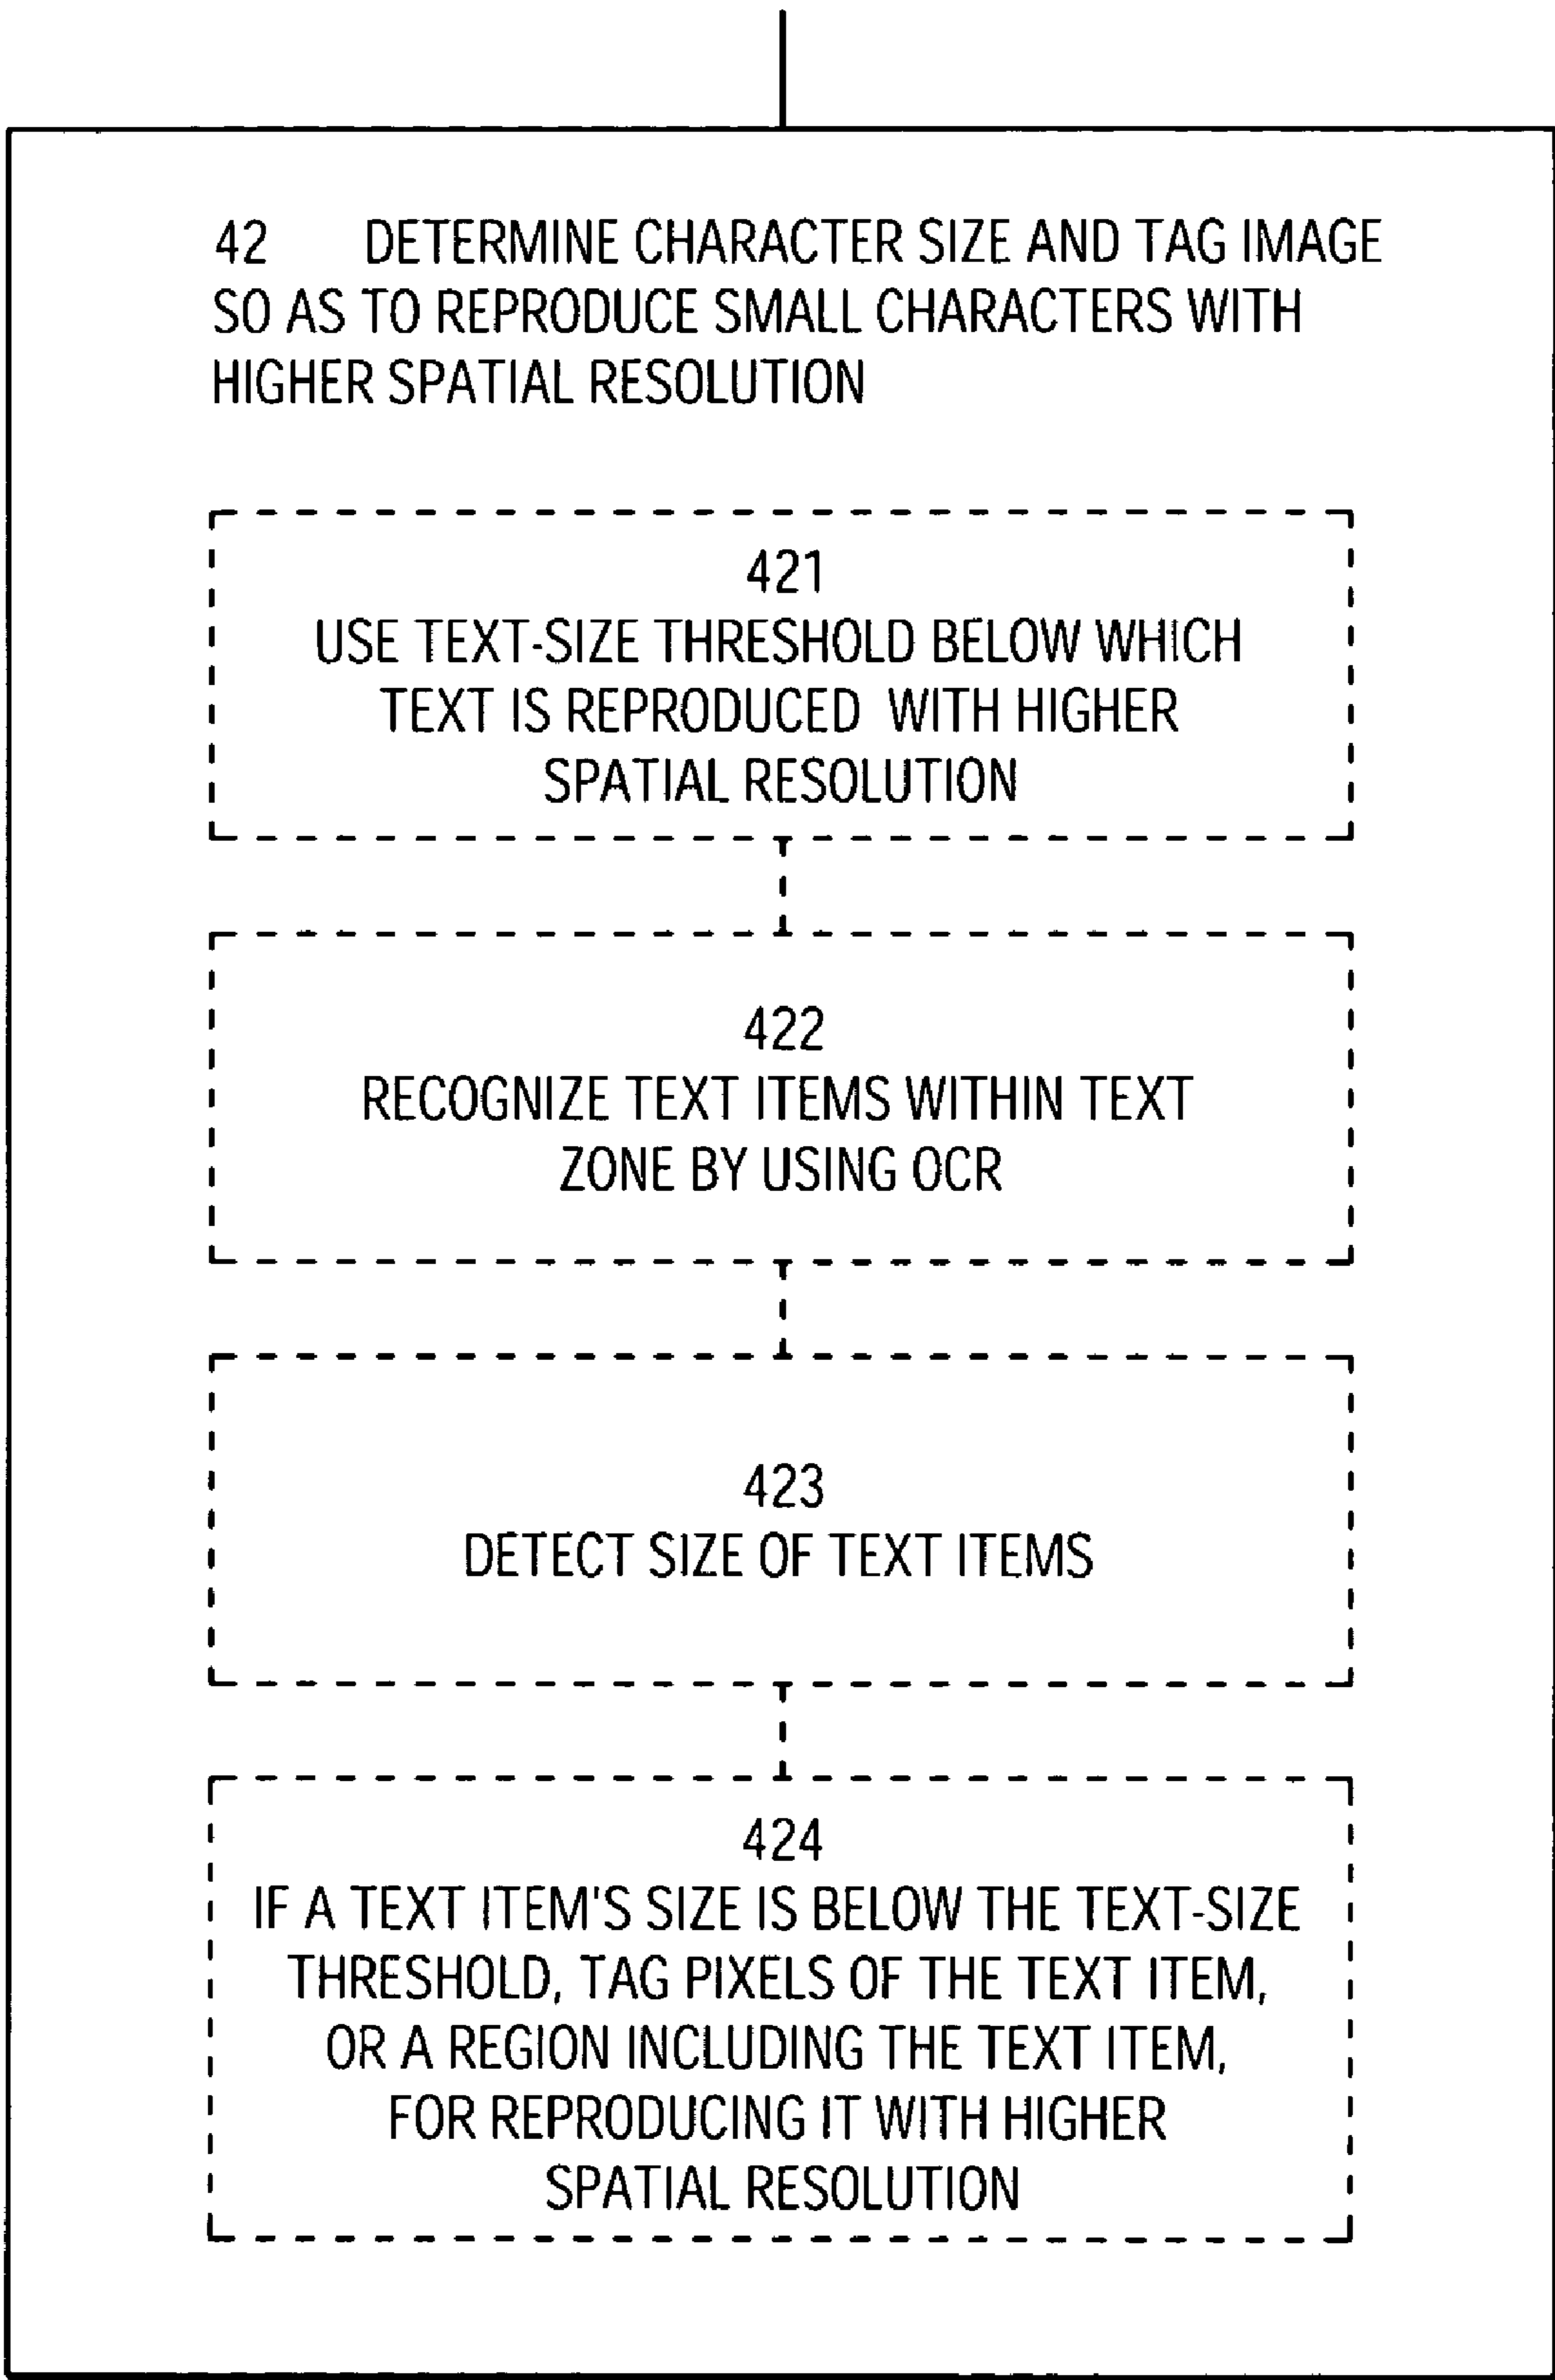 42 DETERMINE CHARACTER SIZE AND TAG IMAGE
SO AS TO REPRODUCE SMALL CHARACTERS WITH
HIGHER SPATIAL RESOLUTION
421
USE TEXT-SIZE THRESHOLD BELOW WHICH
TEXT IS REPRODUCED WITH HIGHER
SPATIAL RESOLUTION
422
RECOGNIZE TEXT ITEMS WITHIN TEXT
ZONE BY USING OCR
423
DETECT SIZE OF TEXT ITEMS
424
IF A TEXT ITEM'S SIZE IS BELOW THE TEXT-SIZE
THRESHOLD, TAG PIXELS OF THE TEXT ITEM,
OR A REGION INCLUDING THE TEXT ITEM,
FOR REPRODUCING IT WITH HIGHER
SPATIAL RESOLUTION